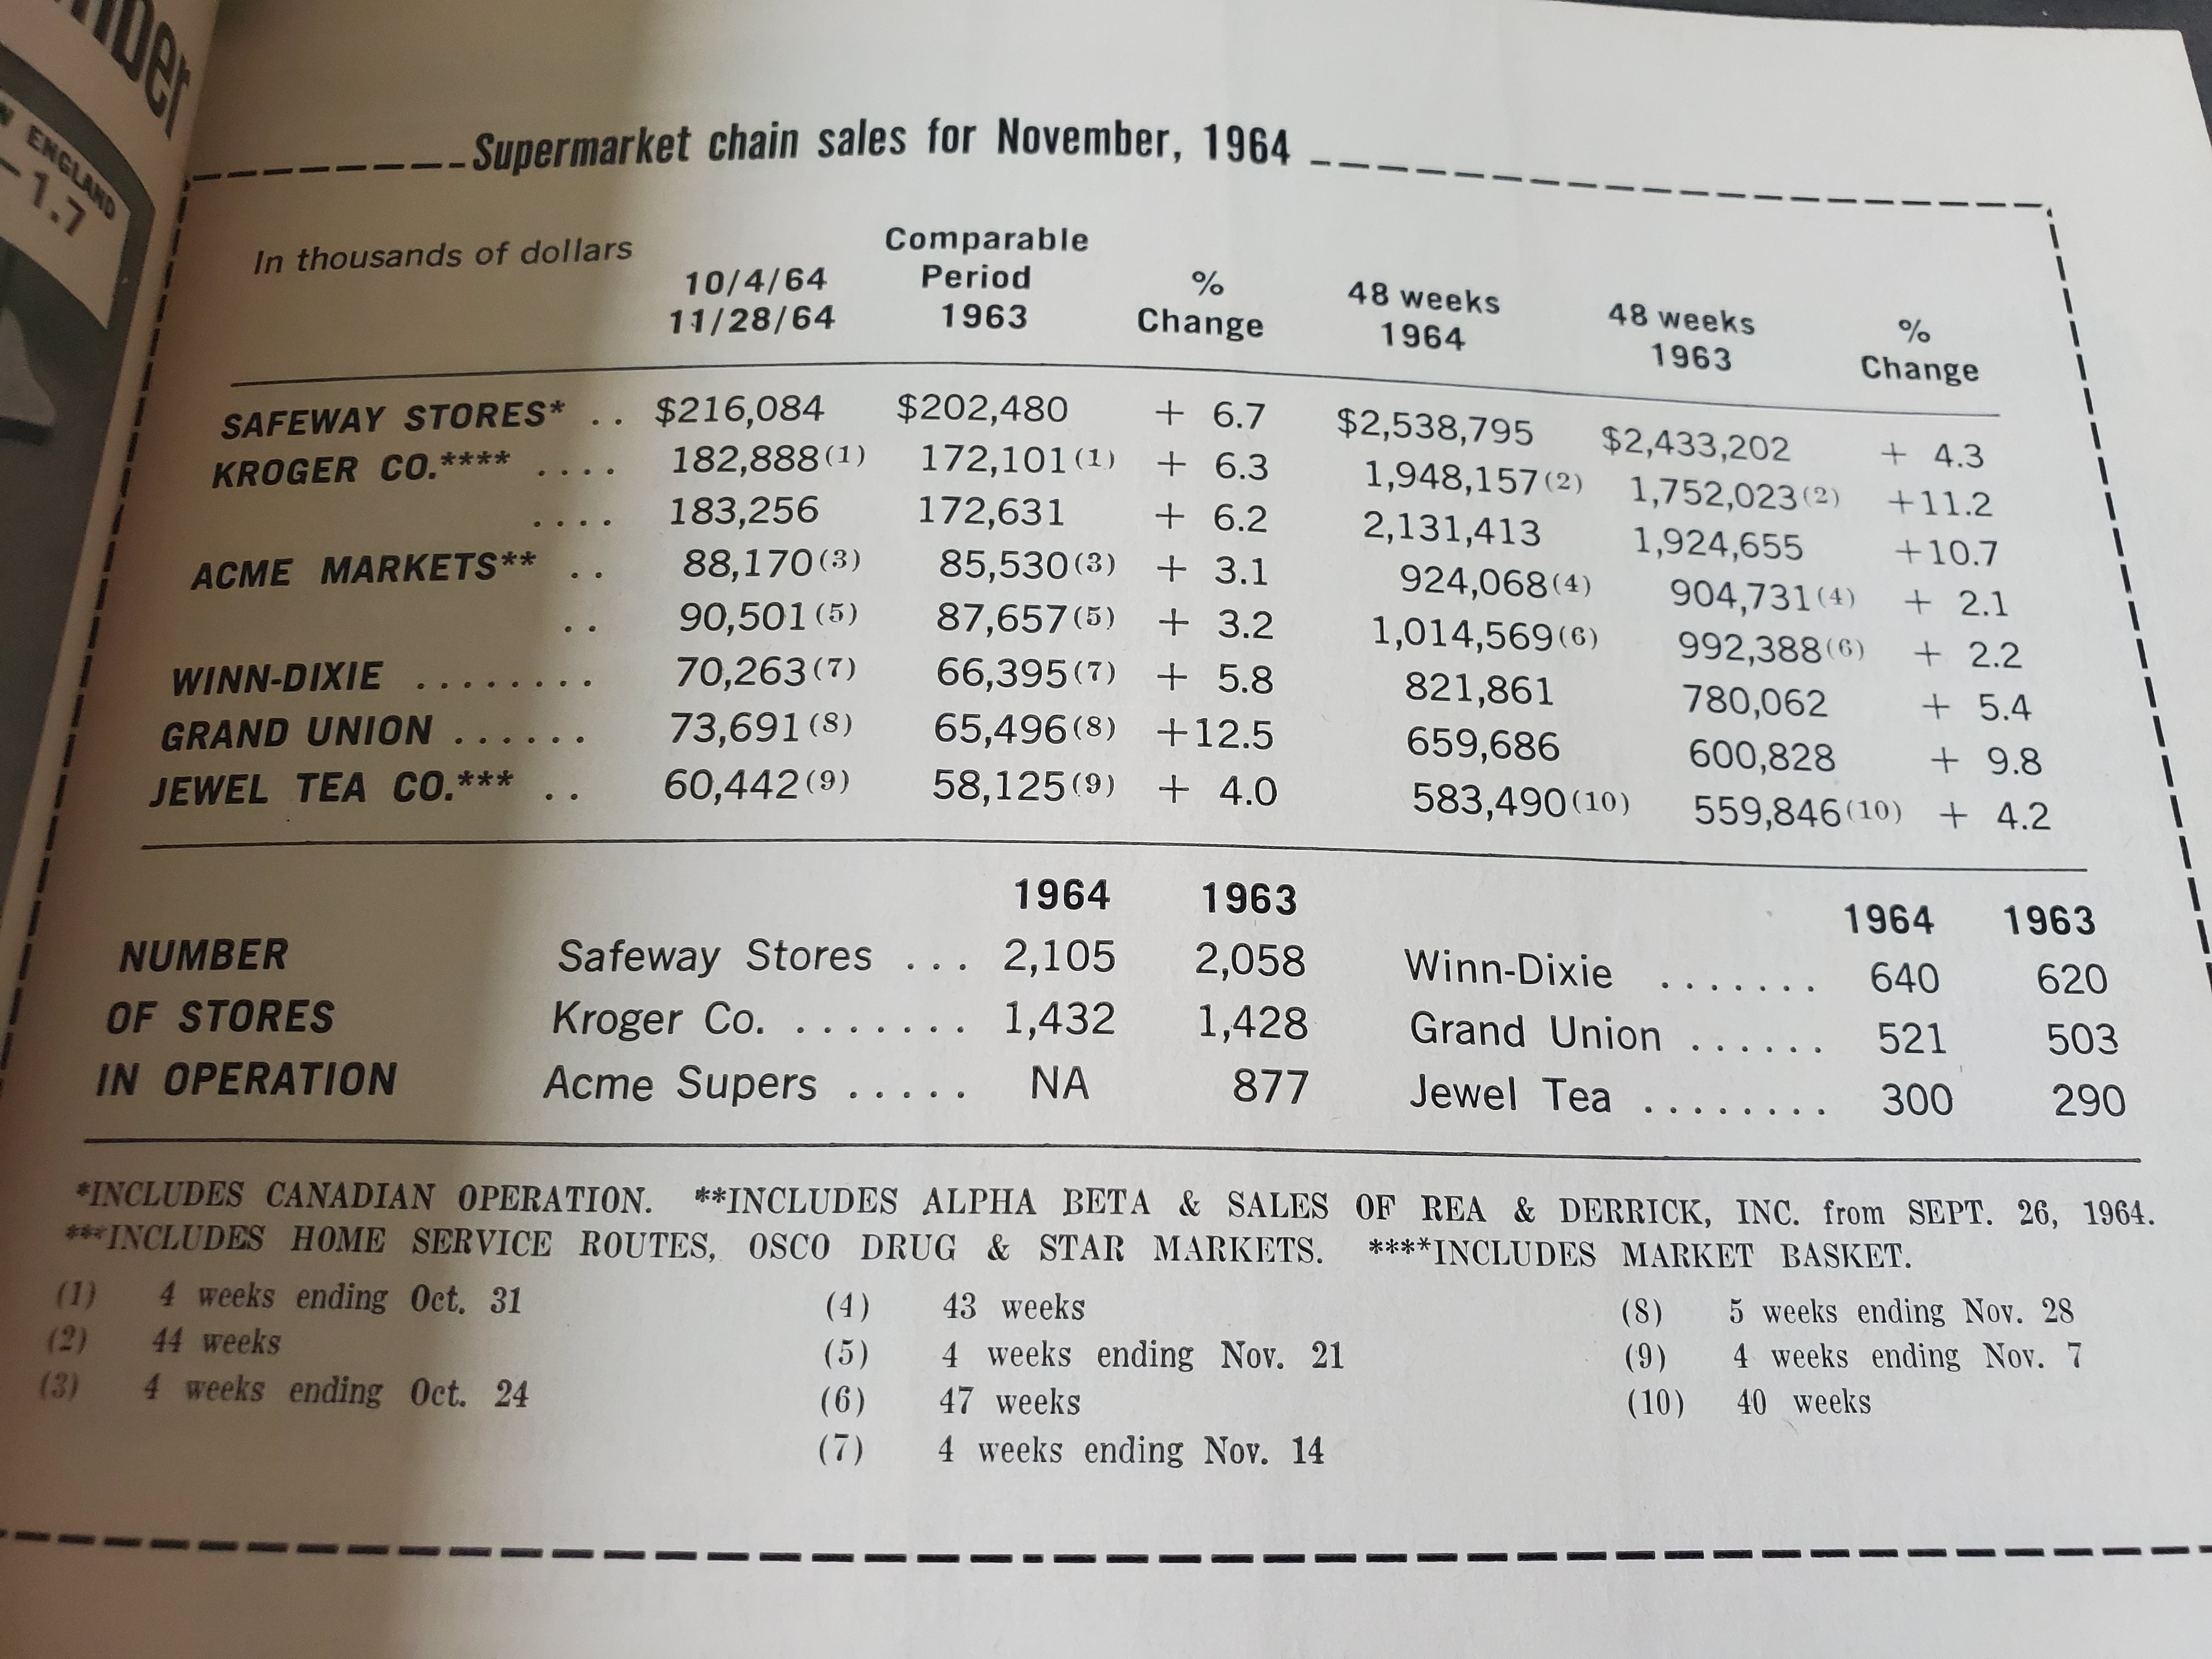 ENGLAND
-1.7
Supermarket chain sales for November, 1964
In thousands of dollars
10/4/64 11/28/64 Comparable Period 1963 % Change 48 weeks 1964 48 weeks 1963 % Change
SAFEWAY STORES* .. $216,084 $202,480 + 6.7 $2,538,795 $2,433,202 + 4.3
KROGER CO.**** .... 182,888(1) 172,101(1) + 6.3 1,948,157(2) 1,752,023(2) +11.2
.... 183,256 172,631 + 6.2 2,131,413 1,924,655 +10.7
ACME MARKETS** .. 88,170(3) 85,530(3) + 3.1 924,068(4) 904,731(4) + 2.1
.. 90,501(5) 87,657(5) + 3.2 1,014,569(6) 992,388(6) + 2.2
WINN-DIXIE ........ 70,263(7) 66,395(7) + 5.8 821,861 780,062 + 5.4
GRAND UNION ...... 73,691(8) 65,496(8) +12.5 659,686 600,828 + 9.8
JEWEL TEA CO.*** .. 60,442(9) 58,125(9) + 4.0 583,490(10) 559,846(10) + 4.2
1964 1963 1964 1963
NUMBER Safeway Stores ... 2,105 2,058 Winn-Dixie ....... 640 620
OF STORES Kroger Co. ........ 1,432 1,428 Grand Union ...... 521 503
IN OPERATION Acme Supers ..... NA 877 Jewel Tea ........ 300 290
*INCLUDES CANADIAN OPERATION. **INCLUDES ALPHA BETA & SALES OF REA & DERRICK, INC. from SEPT. 26, 1964.
***INCLUDES HOME SERVICE ROUTES, OSCO DRUG & STAR MARKETS. ****INCLUDES MARKET BASKET.
(1) 4 weeks ending Oct. 31
(2) 44 weeks
(3) 4 weeks ending Oct. 24
(4) 43 weeks
(5) 4 weeks ending Nov. 21
(6) 47 weeks
(7) 4 weeks ending Nov. 14
(8) 5 weeks ending Nov. 28
(9) 4 weeks ending Nov. 7
(10) 40 weeks